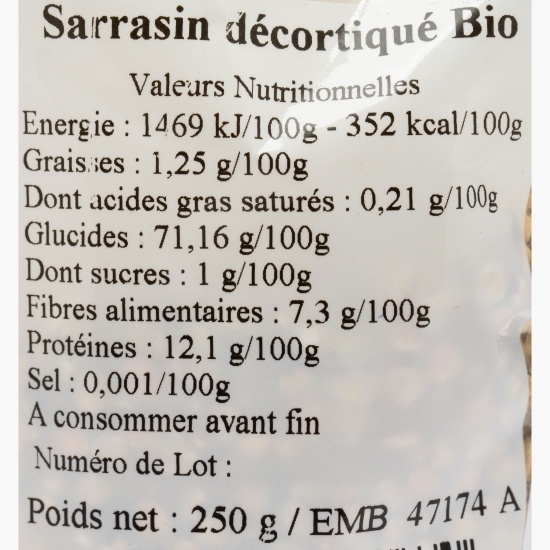 Sarrasin décortiqué Bio
Valeurs Nutritionnelles
Energie : 1469 kJ/100g - 352 kcal/100g
Graisses : 1,25 g/100g
Dont acides gras saturés : 0,21 g/100g
Glucides : 71,16 g/100g
Dont sucres : 1 g/100g
Fibres alimentaires : 7,3 g/100g
Protéines : 12,1 g/100g
Sel : 0,001/100g
A consommer avant fin
Numéro de Lot :
Poids net : 250 g / EMB 47174 A